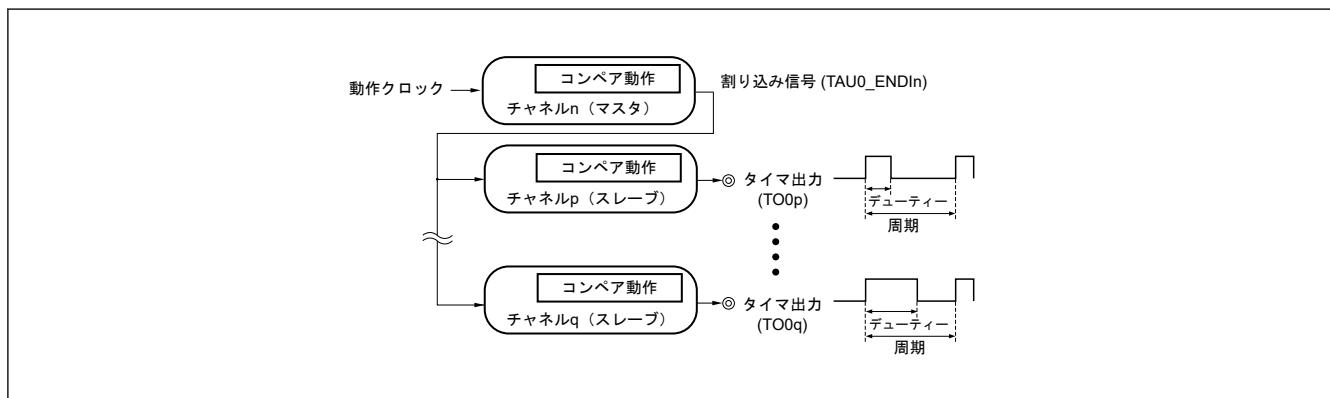 コンペア動作
動作クロック
チャネルn（マスタ）
割り込み信号 (TAU0_ENDIn)
コンペア動作
チャネルp（スレーブ）
タイマ出力
(TO0p)
デューティー
周期
コンペア動作
チャネルq（スレーブ）
タイマ出力
(TO0q)
デューティー
周期